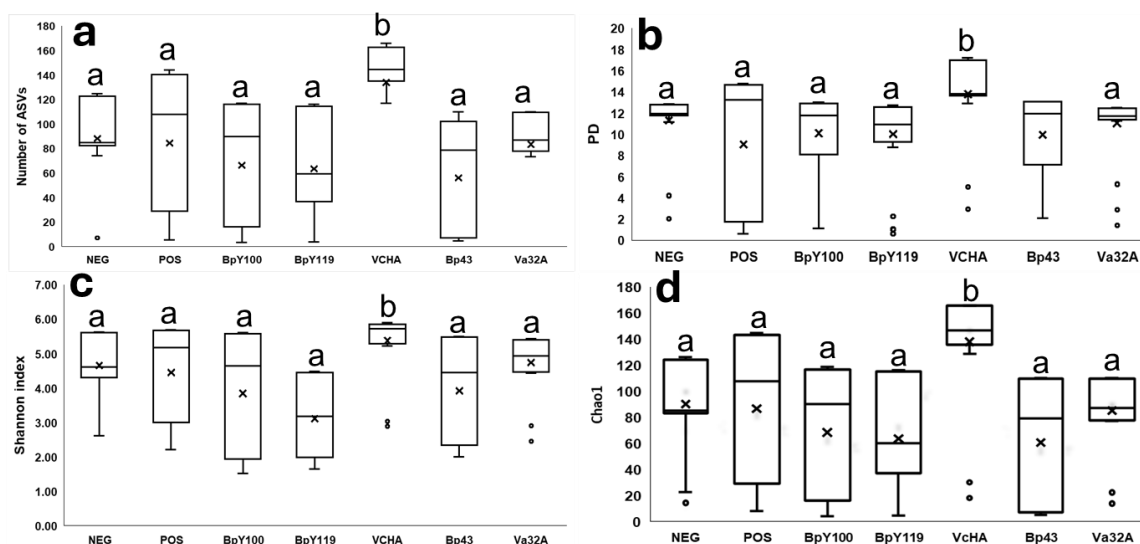 a
Number of ASVs
180
160
140
120
100
80
60
40
20
0
a a a a b a a
NEG POS BpY100 BpY119 VCHA Bp43 Va32A
b
PD
20
18
16
14
12
10
8
6
4
2
0
a a a a b a a
NEG POS BpY100 BpY119 VCHA Bp43 Va32A
c
Shannon index
7.00
6.00
5.00
4.00
3.00
2.00
1.00
0.00
a a a a b a a
NEG POS BpY100 BpY119 VCHA Bp43 Va32A
d
Chao1
180
160
140
120
100
80
60
40
20
0
a a a a b a a
NEG POS BpY100 BpY119 VcHA Bp43 Va32A